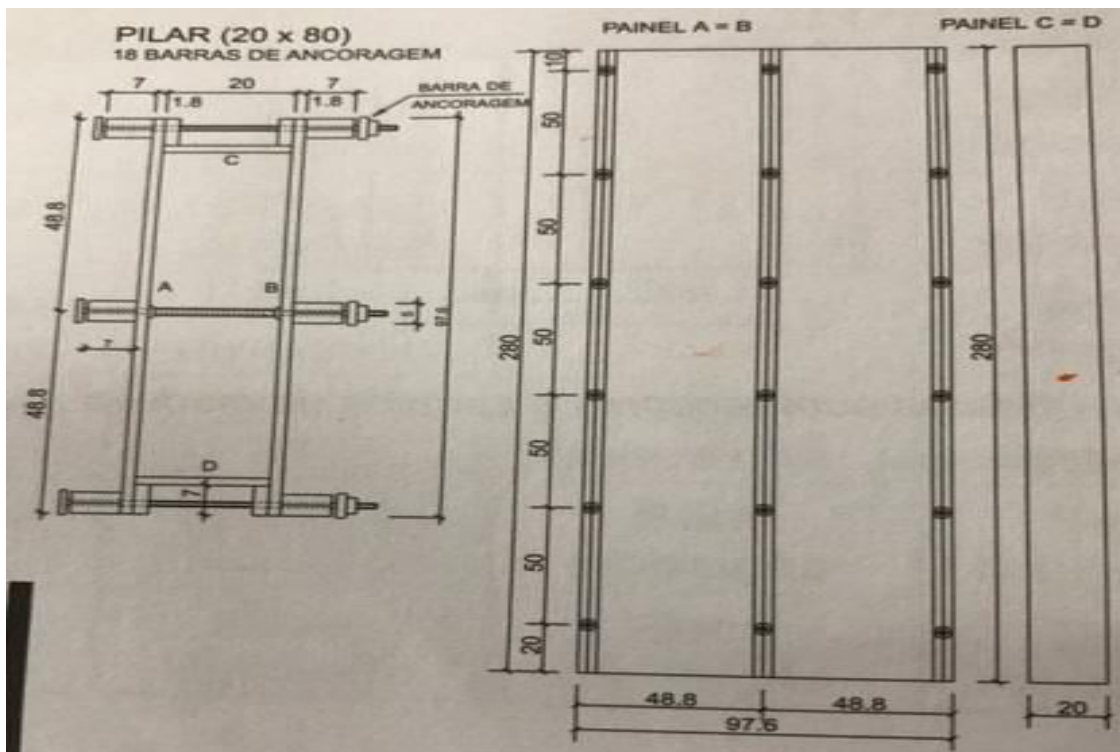 PILAR (20 x 80)
18 BARRAS DE ANCORAGEM
7 20 7
1.8 1.8
BARRA DE
ANCORAGEM
C
48.8
A B
97.6
7
48.8
D
7
PAINEL A = B
10
50
50
50
50
50
20
280
48.8 48.8
97.6
PAINEL C = D
280
20